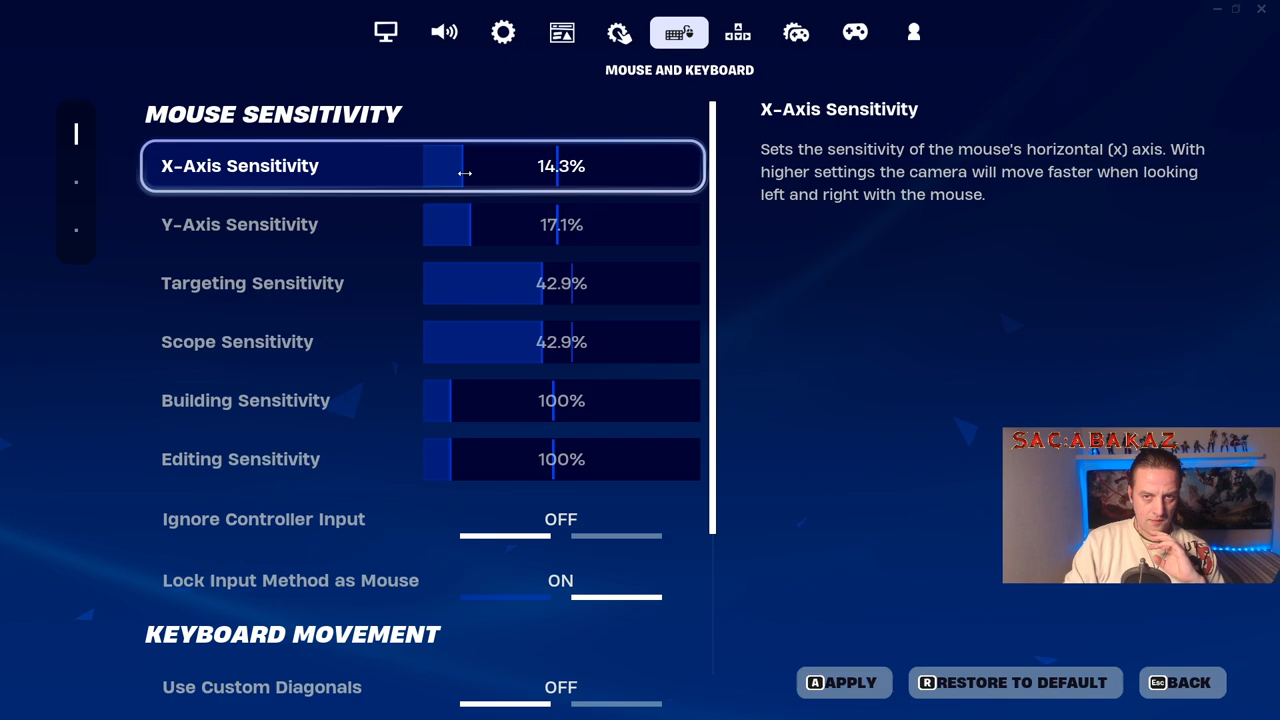 MOUSE AND KEYBOARD
MOUSE SENSITIVITY
X-Axis Sensitivity
14.3%
Y-Axis Sensitivity
17.1%
Targeting Sensitivity
42.9%
Scope Sensitivity
42.9%
Building Sensitivity
100%
Editing Sensitivity
100%
Ignore Controller Input
OFF
Lock Input Method as Mouse
ON
KEYBOARD MOVEMENT
Use Custom Diagonals
OFF
X-Axis Sensitivity
Sets the sensitivity of the mouse's horizontal (x) axis. With
higher settings the camera will move faster when looking
left and right with the mouse.
SAC:ABAKAZ
A APPLY
R RESTORE TO DEFAULT
Esc BACK